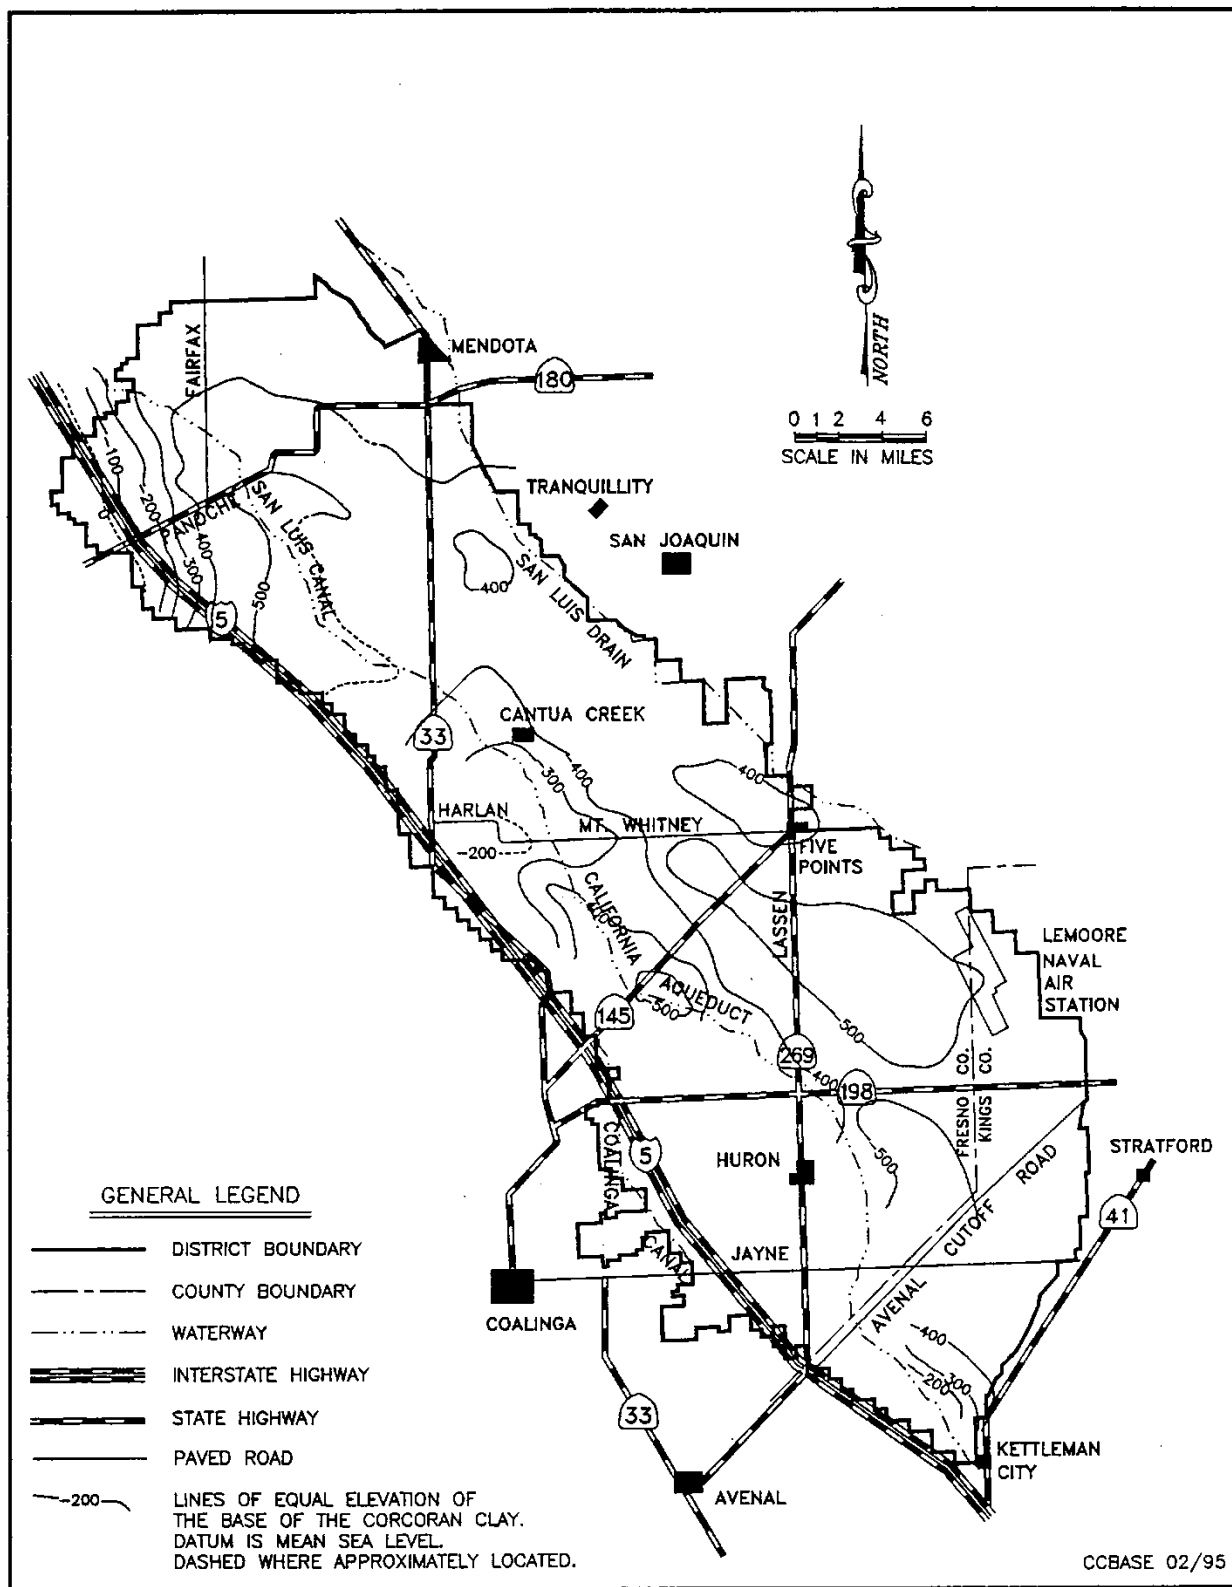 NORTH
0 1 2 4 6
SCALE IN MILES
FAIRFAX
MENDOTA
180
-100
-200
-300
-400
-500
0
PANOCHE
SAN LUIS CANAL
TRANQUILLITY
SAN JOAQUIN
-400
SAN LUIS DRAIN
5
33
CANTUA CREEK
-300
-400
-400
HARLAN
MT. WHITNEY
-200
FIVE
POINTS
CALIFORNIA
AQUEDUCT
LASSEN
LEMOORE
NAVAL
AIR
STATION
-500
145
-500
269
-400
198
FRESNO CO.
KINGS CO.
COALINGA
CANAL
5
HURON
-500
STRATFORD
41
AVENAL CUTOFF ROAD
JAYNE
COALINGA
-400
-300
-200
33
KETTLEMAN
CITY
AVENAL
GENERAL LEGEND
DISTRICT BOUNDARY
COUNTY BOUNDARY
WATERWAY
INTERSTATE HIGHWAY
STATE HIGHWAY
PAVED ROAD
-200
LINES OF EQUAL ELEVATION OF
THE BASE OF THE CORCORAN CLAY.
DATUM IS MEAN SEA LEVEL.
DASHED WHERE APPROXIMATELY LOCATED.
CCBASE 02/95